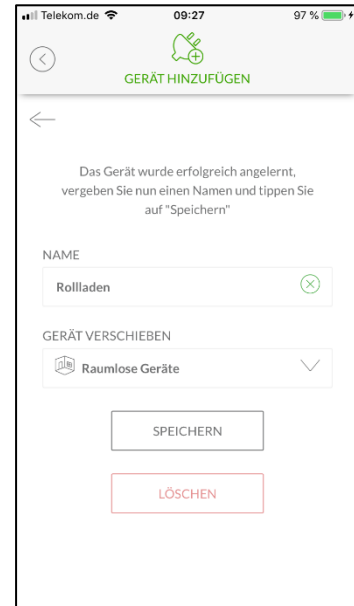 Telekom.de 09:27 97 %
GERÄT HINZUFÜGEN
Das Gerät wurde erfolgreich angelernt,
vergeben Sie nun einen Namen und tippen Sie
auf "Speichern"
NAME
Rollladen
GERÄT VERSCHIEBEN
Raumlose Geräte
SPEICHERN
LÖSCHEN